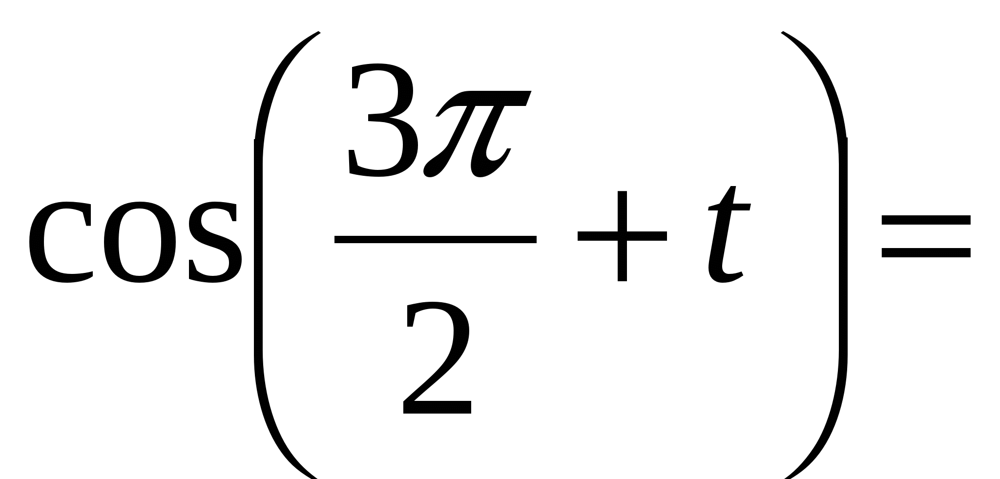 cos(3π/2 + t) =